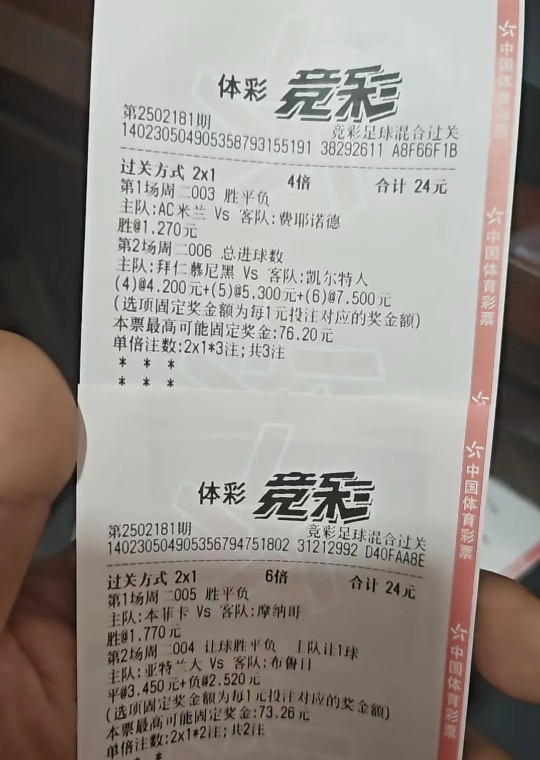 体彩 竞彩
第2502181期 竞彩足球混合过关
140230504905358793155191 38292611 A8F66F1B
过关方式 2x1 4倍 合计 24元
第1场周二003 胜平负
主队:AC米兰 Vs 客队:费耶诺德
胜@1.270元
第2场周二006 总进球数
主队:拜仁慕尼黑 Vs 客队:凯尔特人
(4)@4.200元+(5)@5.300元+(6)@7.500元
(选项固定奖金额为每1元投注对应的奖金额)
本票最高可能固定奖金:76.20元
单倍注数:2x1*3注;共3注
* * *
* * *
体彩 竞彩
第2502181期 竞彩足球混合过关
140230504905356794751802 31212992 D40FAA8E
过关方式 2x1 6倍 合计 24元
第1场周二005 胜平负
主队:本菲卡 Vs 客队:摩纳哥
胜@1.770元
第2场周二004 让球胜平负 主队让1球
主队:亚特兰大 Vs 客队:布鲁日
平@3.450元+负@2.520元
(选项固定奖金额为每1元投注对应的奖金额)
本票最高可能固定奖金:73.26元
单倍注数:2x1*2注;共2注
* *
中国体育彩票
中国体育彩票
中国体育彩票
中国体育彩票